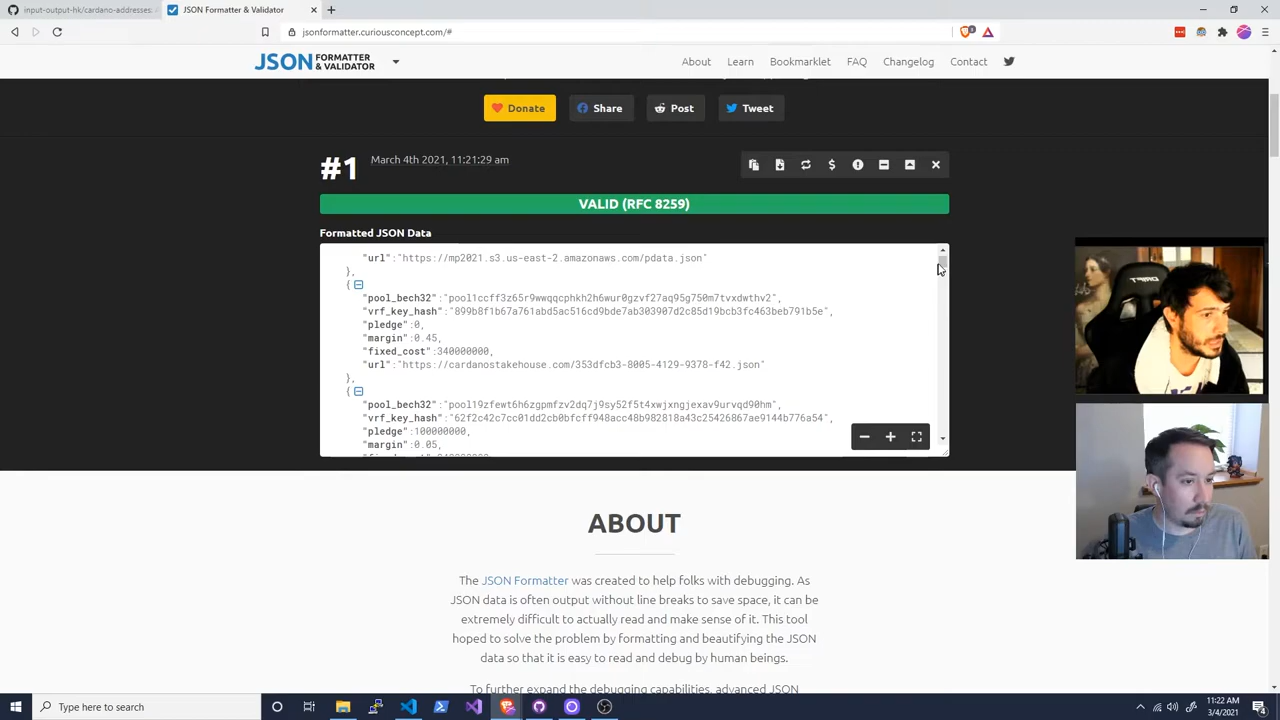 input-output-hk/cardano-addresses:
JSON Formatter & Validator
jsonformatter.curiousconcept.com/#
JSON FORMATTER & VALIDATOR
About
Learn
Bookmarklet
FAQ
Changelog
Contact
Donate
Share
Post
Tweet
#1
March 4th 2021, 11:21:29 am
VALID (RFC 8259)
Formatted JSON Data
"url":"https://mp2021.s3.us-east-2.amazonaws.com/pdata.json"
},
{
"pool_bech32":"pool1ccff3z65r9wwqqcphkh2h6wur0gzvf27aq95g750m7tvxdwthv2",
"vrf_key_hash":"899b8f1b67a761abd5ac516cd9bde7ab303907d2c85d19bcb3fc463beb791b5e",
"pledge":0,
"margin":0.45,
"fixed_cost":340000000,
"url":"https://cardanostakehouse.com/353dfcb3-8005-4129-9378-f42.json"
},
{
"pool_bech32":"pool19zfewt6h6zgpmfzv2dq7j9sy52f5t4xwjxngjexav9urvqd90hm",
"vrf_key_hash":"62f2c42c7cc01dd2cb0bfcff948acc48b982818a43c25426867ae9144b776a54",
"pledge":100000000,
"margin":0.05,
ABOUT
The JSON Formatter was created to help folks with debugging. As
JSON data is often output without line breaks to save space, it can be
extremely difficult to actually read and make sense of it. This tool
hoped to solve the problem by formatting and beautifying the JSON
data so that it is easy to read and debug by human beings.
To further expand the debugging capabilities, advanced JSON
DRAFT
Type here to search
11:22 AM
3/4/2021